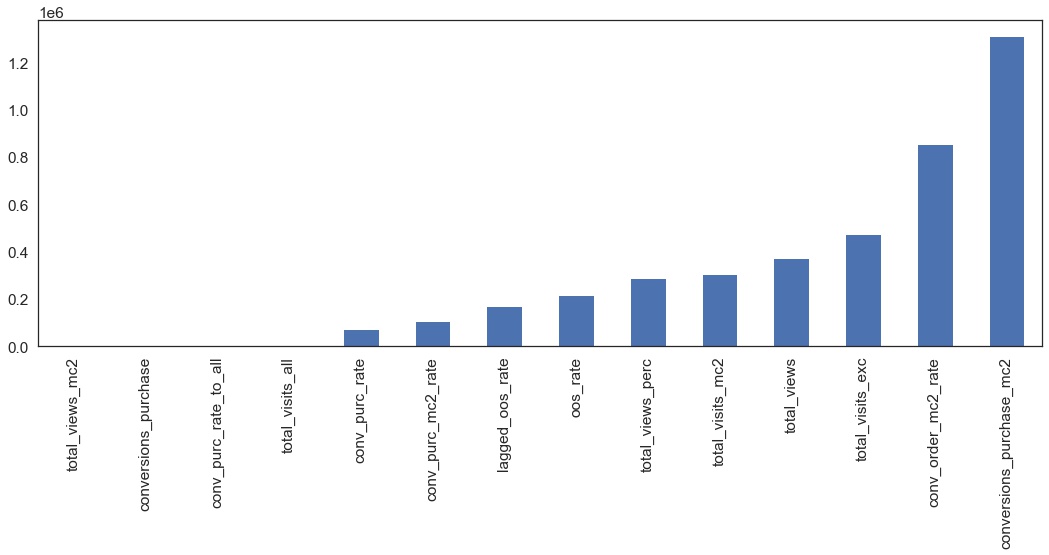 1e6
1.2
1.0
0.8
0.6
0.4
0.2
0.0
total_views_mc2
conversions_purchase
conv_purc_rate_to_all
total_visits_all
conv_purc_rate
conv_purc_mc2_rate
lagged_oos_rate
oos_rate
total_views_perc
total_visits_mc2
total_views
total_visits_exc
conv_order_mc2_rate
conversions_purchase_mc2